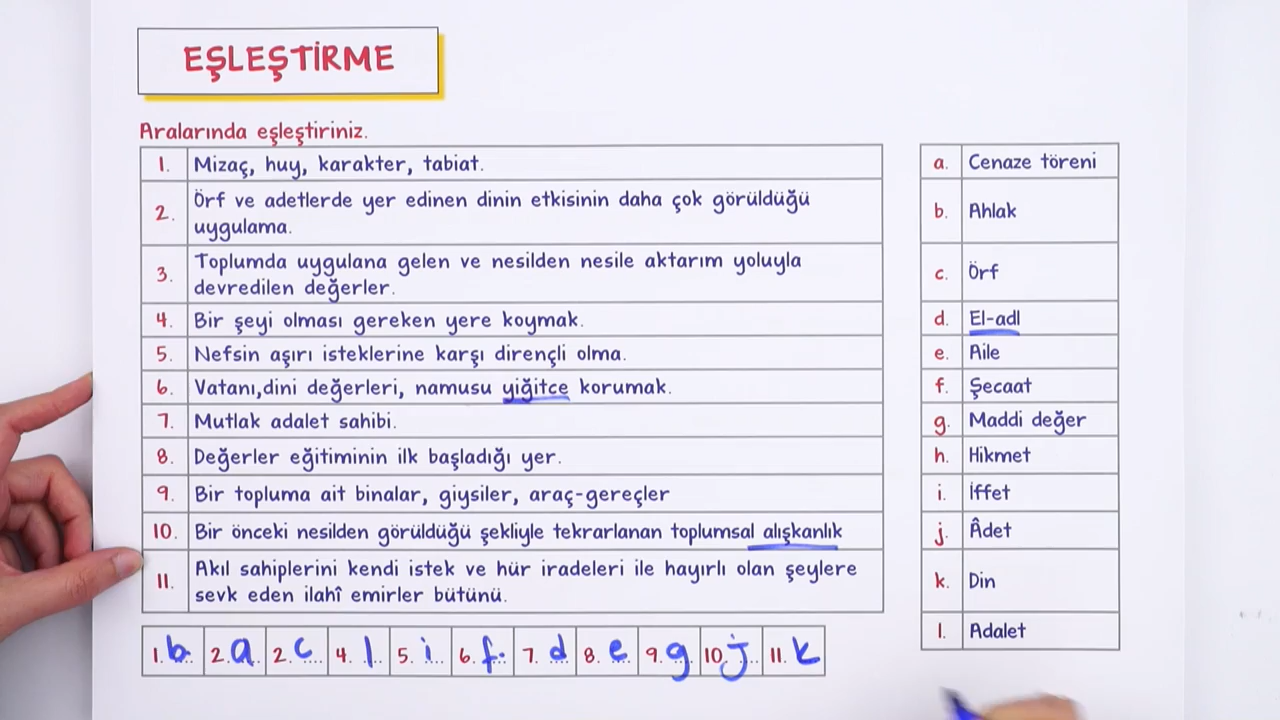 EŞLEŞTİRME
Aralarında eşleştiriniz.
1. Mizaç, huy, karakter, tabiat.
2. Örf ve adetlerde yer edinen dinin etkisinin daha çok görüldüğü
uygulama.
3. Toplumda uygulana gelen ve nesilden nesile aktarım yoluyla
devredilen değerler.
4. Bir şeyi olması gereken yere koymak.
5. Nefsin aşırı isteklerine karşı dirençli olma.
6. Vatanı,dini değerleri, namusu yiğitce korumak.
7. Mutlak adalet sahibi.
8. Değerler eğitiminin ilk başladığı yer.
9. Bir topluma ait binalar, giysiler, araç-gereçler
10. Bir önceki nesilden görüldüğü şekliyle tekrarlanan toplumsal alışkanlık
11. Akıl sahiplerini kendi istek ve hür iradeleri ile hayırlı olan şeylere
sevk eden ilahî emirler bütünü.
a. Cenaze töreni
b. Ahlak
c. Örf
d. El-adl
e. Aile
f. Şecaat
g. Maddi değer
h. Hikmet
i. İffet
j. Âdet
k. Din
l. Adalet
1. b 2. a 2. c 4. l 5. i 6. f 7. d 8. e 9. g 10. j 11. k